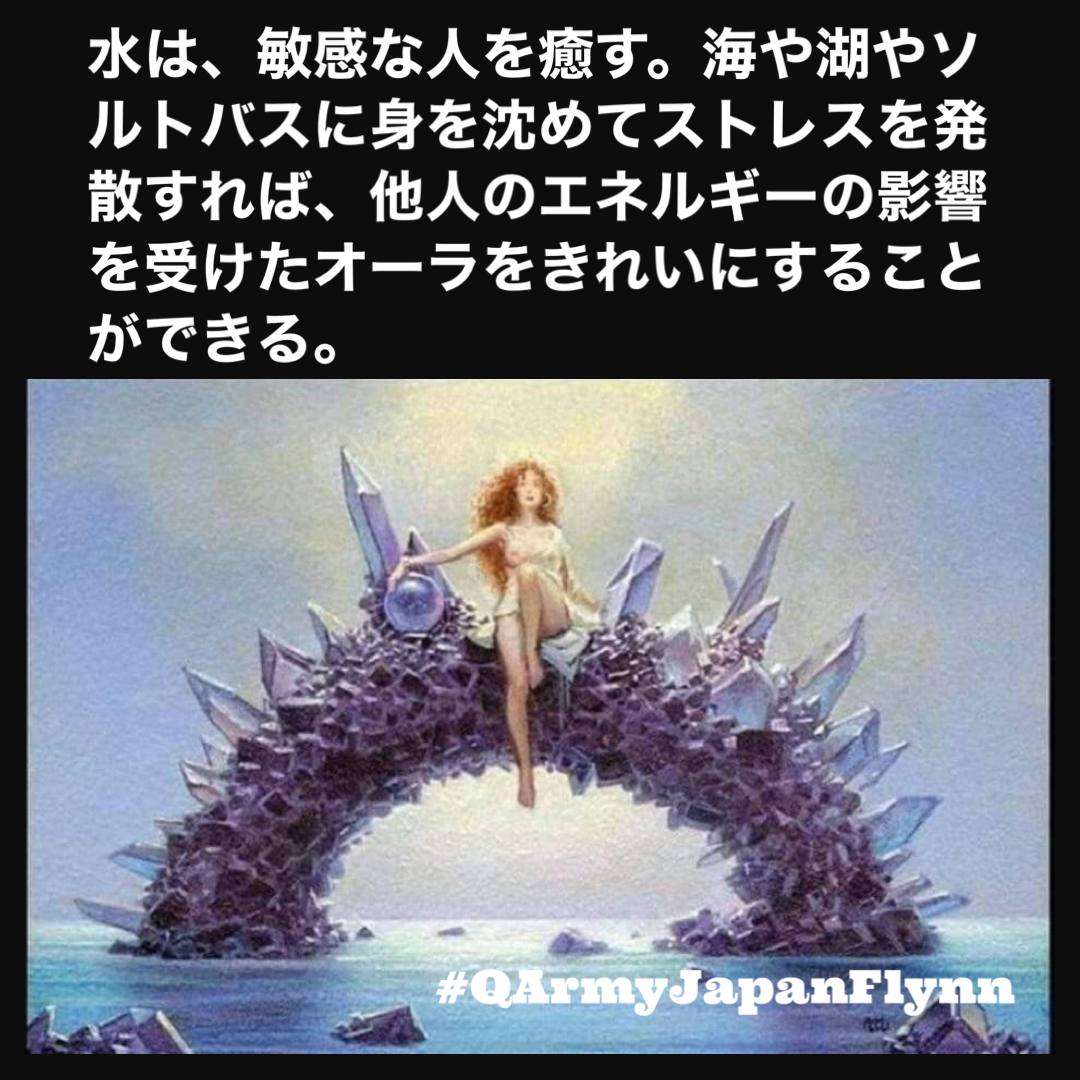 水は、敏感な人を癒す。海や湖やソ
ルトバスに身を沈めてストレスを発
散すれば、他人のエネルギーの影響
を受けたオーラをきれいにすること
ができる。
#QArmyJapanFlynn